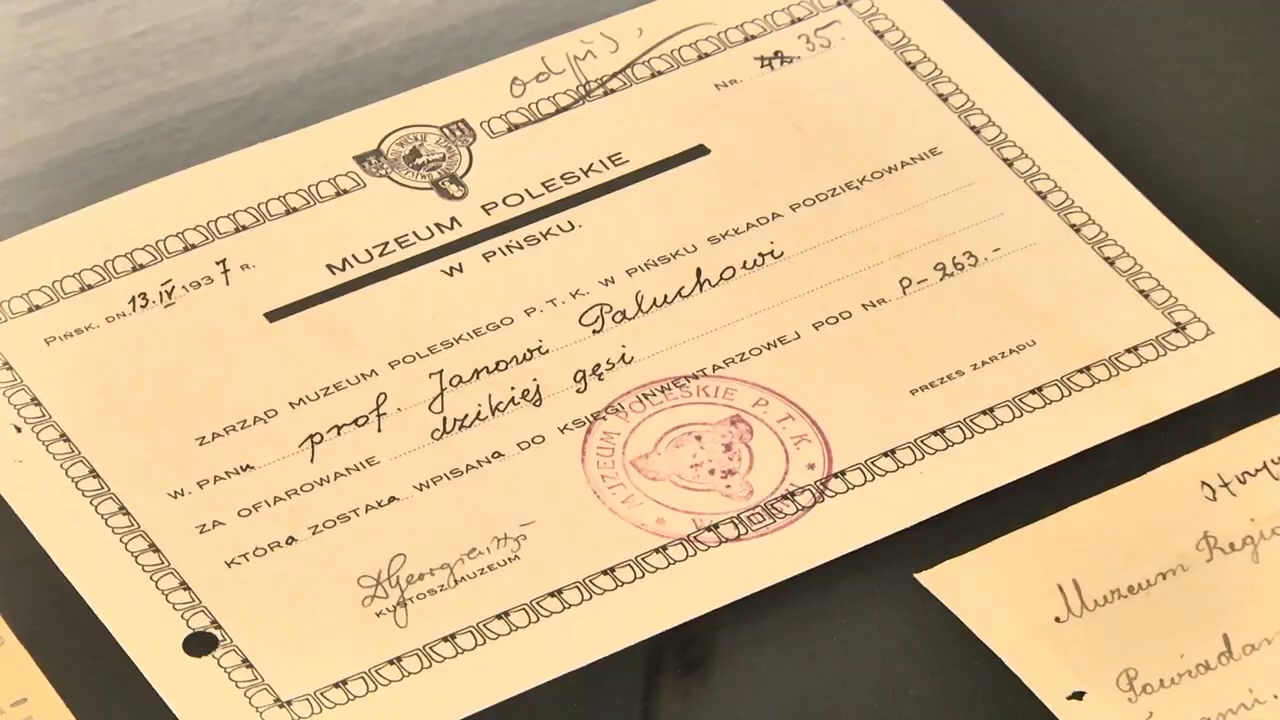 odpis,
Nr. 42. 35.-
MUZEUM POLESKIE
W PIŃSKU.
PIŃSK, DN. 13.IV 1937 R.
ZARZĄD MUZEUM POLESKIEGO P. T. K. W PIŃSKU SKŁADA PODZIĘKOWANIE
W. PANu prof. Janowi Paluchowi
ZA OFIAROWANIE dzikiej gęsi
KTÓRa ZOSTAŁa WPISANa DO KSIĘGI INWENTARZOWEJ POD Nr. P-263.-
PREZES ZARZĄDU
KUSTOSZ MUZEUM
MUZEUM POLESKIE P. T. K.
Muzeum